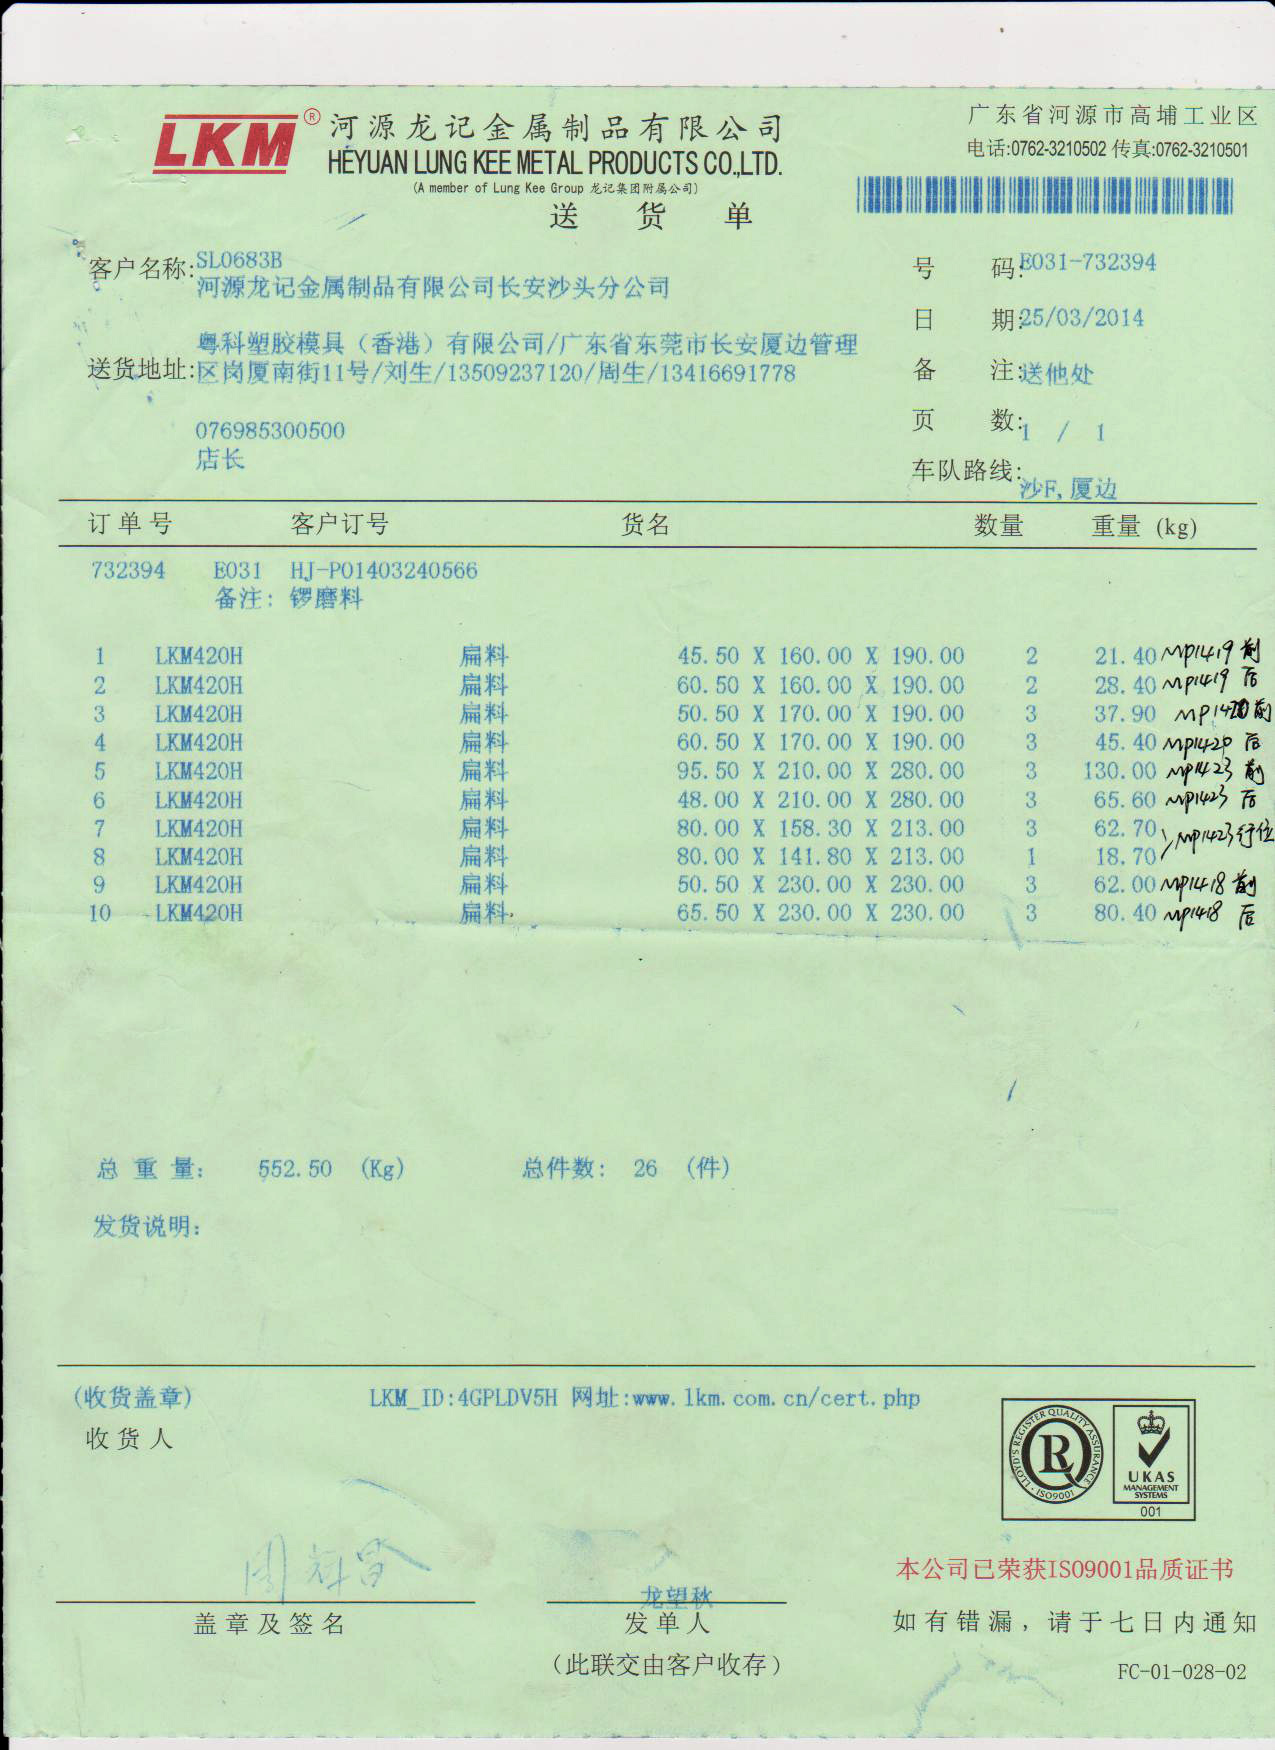 LKM® 河源龙记金属制品有限公司
HEYUAN LUNG KEE METAL PRODUCTS CO.,LTD.
(A member of Lung Kee Group 龙记集团附属公司)
送 货 单
广东省河源市高埔工业区
电话:0762-3210502 传真:0762-3210501
客户名称: SL0683B
河源龙记金属制品有限公司长安沙头分公司
送货地址: 粤科塑胶模具（香港）有限公司/广东省东莞市长安厦边管理
区岗厦南街11号/刘生/13509237120/周生/13416691778
076985300500
店长
号 码: E031-732394
日 期: 25/03/2014
备 注: 送他处
页 数: 1 / 1
车队路线: 沙F,厦边
订单号 客户订号 货名 数量 重量 (kg)
732394 E031 HJ-P01403240566
备注: 锣磨料
1 LKM420H 扁料 45.50 X 160.00 X 190.00 2 21.40 MP1419 前
2 LKM420H 扁料 60.50 X 160.00 X 190.00 2 28.40 MP1419 后
3 LKM420H 扁料 50.50 X 170.00 X 190.00 3 37.90 MP1420 前
4 LKM420H 扁料 60.50 X 170.00 X 190.00 3 45.40 MP1420 后
5 LKM420H 扁料 95.50 X 210.00 X 280.00 3 130.00 MP1423 前
6 LKM420H 扁料 48.00 X 210.00 X 280.00 3 65.60 MP1423 后
7 LKM420H 扁料 80.00 X 158.30 X 213.00 3 62.70 MP1423行位
8 LKM420H 扁料 80.00 X 141.80 X 213.00 1 18.70
9 LKM420H 扁料 50.50 X 230.00 X 230.00 3 62.00 MP1418 前
10 LKM420H 扁料 65.50 X 230.00 X 230.00 3 80.40 MP1418 后
总 重 量: 552.50 (Kg) 总件数: 26 (件)
发货说明:
(收货盖章) LKM_ID:4GPLDV5H 网址:www.lkm.com.cn/cert.php
收 货 人
LLOYD'S REGISTER QUALITY ASSURANCE
· ISO9001 ·
UKAS
MANAGEMENT
SYSTEMS
001
本公司已荣获ISO9001品质证书
龙望秋
盖章及签名 发单人 如有错漏，请于七日内通知
(此联交由客户收存)
FC-01-028-02